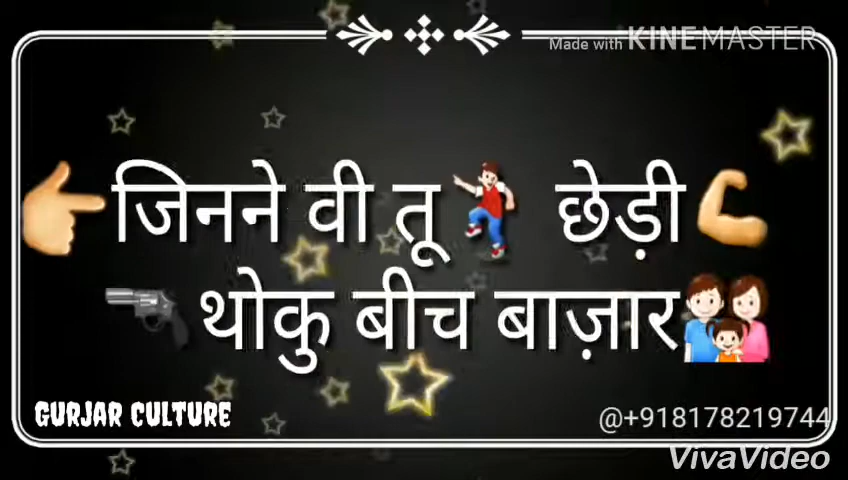 Made with KINEMASTER
जिनने वी तू छेड़ी
थोकु बीच बाज़ार
GURJAR CULTURE
@+918178219744
VivaVideo